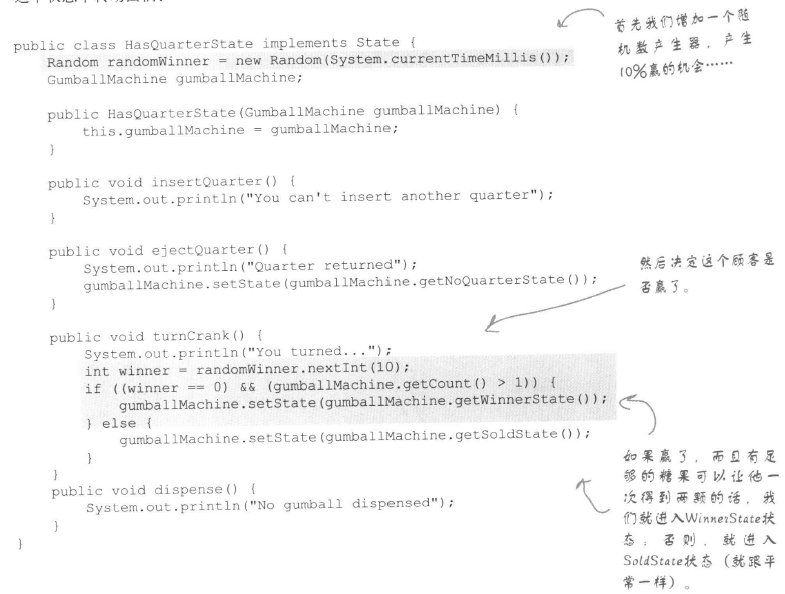 首先我们增加一个随
机数产生器，产生
10%赢的机会……
public class HasQuarterState implements State {
    Random randomWinner = new Random(System.currentTimeMillis());
    GumballMachine gumballMachine;
    public HasQuarterState(GumballMachine gumballMachine) {
        this.gumballMachine = gumballMachine;
    }
    public void insertQuarter() {
        System.out.println("You can't insert another quarter");
    }
    public void ejectQuarter() {
        System.out.println("Quarter returned");
        gumballMachine.setState(gumballMachine.getNoQuarterState());
    }
然后决定这个顾客是
否赢了。
    public void turnCrank() {
        System.out.println("You turned...");
        int winner = randomWinner.nextInt(10);
        if ((winner == 0) && (gumballMachine.getCount() > 1)) {
            gumballMachine.setState(gumballMachine.getWinnerState());
        } else {
            gumballMachine.setState(gumballMachine.getSoldState());
        }
    }
    public void dispense() {
        System.out.println("No gumball dispensed");
    }
}
如果赢了，而且有足
够的糖果可以让他一
次得到两颗的话，我
们就进入WinnerState状
态；否则，就进入
SoldState状态（就跟平
常一样）。